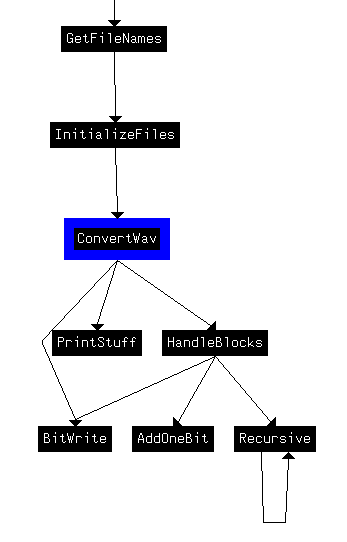 GetFileNames
InitializeFiles
ConvertWav
PrintStuff
HandleBlocks
BitWrite
AddOneBit
Recursive